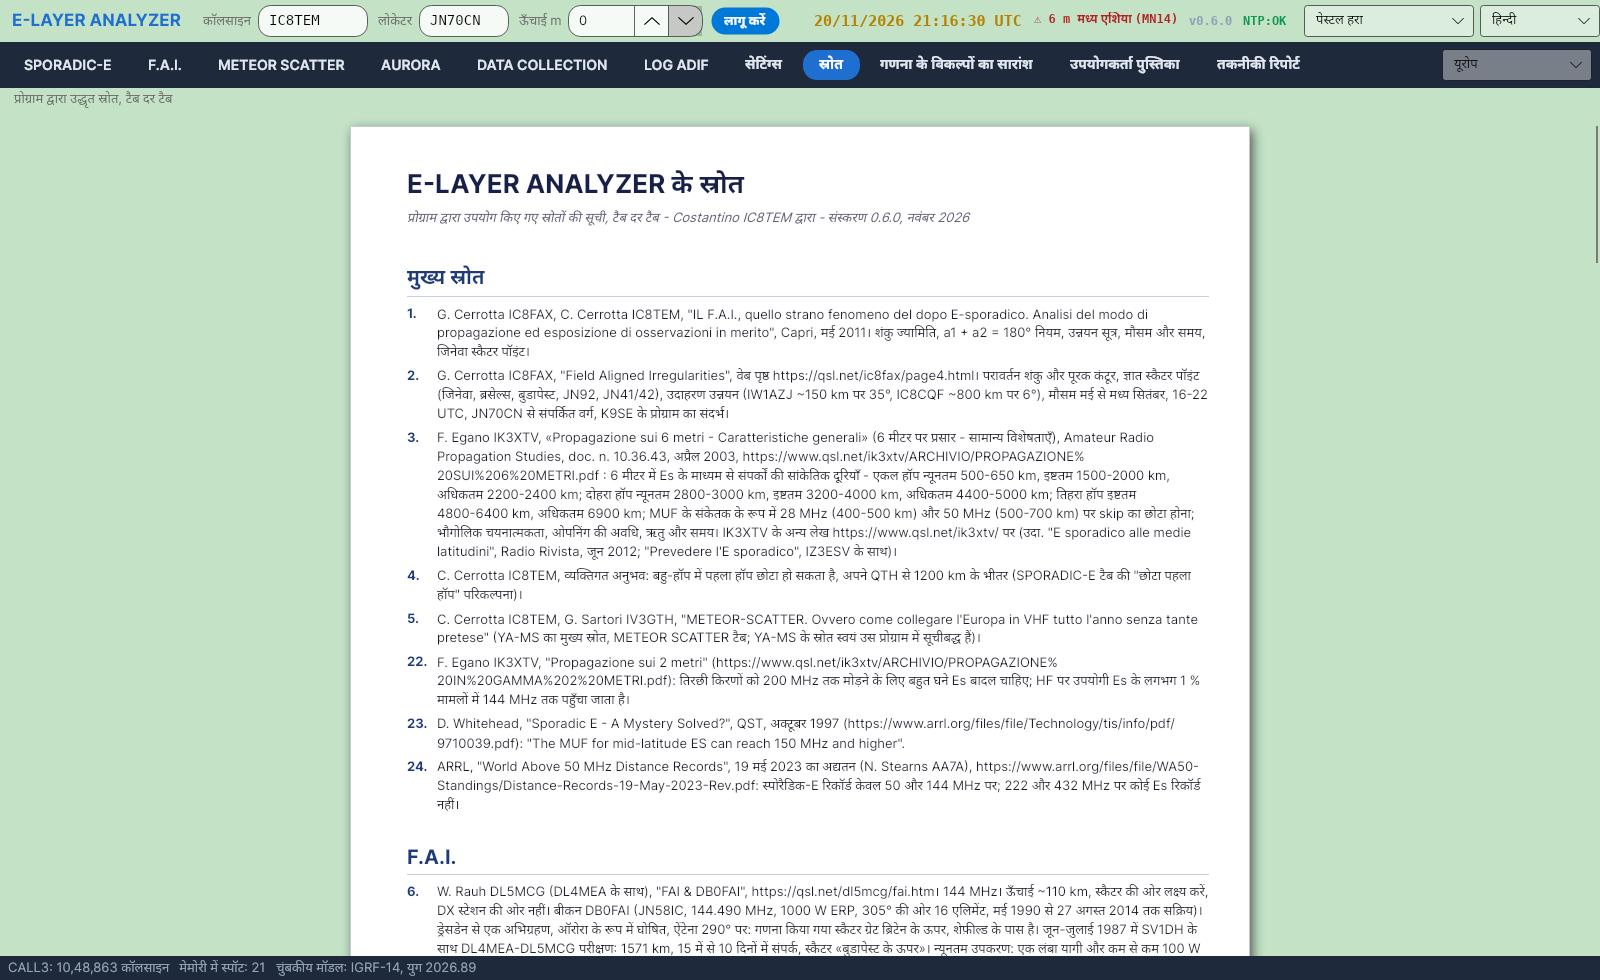 E-LAYER ANALYZER कॉलसाइन IC8TEM लोकेटर JN70CN ऊँचाई m 0 लागू करें 20/11/2026 21:16:30 UTC ⚠ 6 m मध्य एशिया (MN14) v0.6.0 NTP:OK पेस्टल हरा हिन्दी
SPORADIC-E F.A.I. METEOR SCATTER AURORA DATA COLLECTION LOG ADIF सेटिंग्स स्रोत गणना के विकल्पों का सारांश उपयोगकर्ता पुस्तिका तकनीकी रिपोर्ट यूरोप
प्रोग्राम द्वारा उद्धृत स्रोत, टैब दर टैब
E-LAYER ANALYZER के स्रोत
प्रोग्राम द्वारा उपयोग किए गए स्रोतों की सूची, टैब दर टैब - Costantino IC8TEM द्वारा - संस्करण 0.6.0, नवंबर 2026
मुख्य स्रोत
1. G. Cerrotta IC8FAX, C. Cerrotta IC8TEM, "IL F.A.I., quello strano fenomeno del dopo E-sporadico. Analisi del modo di
propagazione ed esposizione di osservazioni in merito", Capri, मई 2011। शंकु ज्यामिति, a1 + a2 = 180° नियम, उन्नयन सूत्र, मौसम और समय,
जिनेवा स्कैटर पॉइंट।
2. G. Cerrotta IC8FAX, "Field Aligned Irregularities", वेब पृष्ठ https://qsl.net/ic8fax/page4.html। परावर्तन शंकु और पूरक कंटूर, ज्ञात स्कैटर पॉइंट
(जिनेवा, ब्रसेल्स, बुडापेस्ट, JN92, JN41/42), उदाहरण उन्नयन (IW1AZJ ~150 km पर 35°, IC8CQF ~800 km पर 6°), मौसम मई से मध्य सितंबर, 16-22
UTC, JN70CN से संपर्कित वर्ग, K9SE के प्रोग्राम का संदर्भ।
3. F. Egano IK3XTV, «Propagazione sui 6 metri - Caratteristiche generali» (6 मीटर पर प्रसार - सामान्य विशेषताएँ), Amateur Radio
Propagation Studies, doc. n. 10.36.43, अप्रैल 2003, https://www.qsl.net/ik3xtv/ARCHIVIO/PROPAGAZIONE%
20SUI%206%20METRI.pdf : 6 मीटर में Es के माध्यम से संपर्कों की सांकेतिक दूरियाँ - एकल हॉप न्यूनतम 500-650 km, इष्टतम 1500-2000 km,
अधिकतम 2200-2400 km; दोहरा हॉप न्यूनतम 2800-3000 km, इष्टतम 3200-4000 km, अधिकतम 4400-5000 km; तिहरा हॉप इष्टतम
4800-6400 km, अधिकतम 6900 km; MUF के संकेतक के रूप में 28 MHz (400-500 km) और 50 MHz (500-700 km) पर skip का छोटा होना;
भौगोलिक चयनात्मकता, ओपनिंग की अवधि, ऋतु और समय। IK3XTV के अन्य लेख https://www.qsl.net/ik3xtv/ पर (उदा. "E sporadico alle medie
latitudini", Radio Rivista, जून 2012; "Prevedere l'E sporadico", IZ3ESV के साथ)।
4. C. Cerrotta IC8TEM, व्यक्तिगत अनुभव: बहु-हॉप में पहला हॉप छोटा हो सकता है, अपने QTH से 1200 km के भीतर (SPORADIC-E टैब की "छोटा पहला
हॉप" परिकल्पना)।
5. C. Cerrotta IC8TEM, G. Sartori IV3GTH, "METEOR-SCATTER. Ovvero come collegare l'Europa in VHF tutto l'anno senza tante
pretese" (YA-MS का मुख्य स्रोत, METEOR SCATTER टैब; YA-MS के स्रोत स्वयं उस प्रोग्राम में सूचीबद्ध हैं)।
22. F. Egano IK3XTV, "Propagazione sui 2 metri" (https://www.qsl.net/ik3xtv/ARCHIVIO/PROPAGAZIONE%
20IN%20GAMMA%202%20METRI.pdf): तिरछी किरणों को 200 MHz तक मोड़ने के लिए बहुत घने Es बादल चाहिए; HF पर उपयोगी Es के लगभग 1 %
मामलों में 144 MHz तक पहुँचा जाता है।
23. D. Whitehead, "Sporadic E - A Mystery Solved?", QST, अक्टूबर 1997 (https://www.arrl.org/files/file/Technology/tis/info/pdf/
9710039.pdf): "The MUF for mid-latitude ES can reach 150 MHz and higher".
24. ARRL, "World Above 50 MHz Distance Records", 19 मई 2023 का अद्यतन (N. Stearns AA7A), https://www.arrl.org/files/file/WA50-
Standings/Distance-Records-19-May-2023-Rev.pdf: स्पोरैडिक-E रिकॉर्ड केवल 50 और 144 MHz पर; 222 और 432 MHz पर कोई Es रिकॉर्ड
नहीं।
F.A.I.
6. W. Rauh DL5MCG (DL4MEA के साथ), "FAI & DB0FAI", https://qsl.net/dl5mcg/fai.htm। 144 MHz। ऊँचाई ~110 km, स्कैटर की ओर लक्ष्य करें,
DX स्टेशन की ओर नहीं। बीकन DB0FAI (JN58IC, 144.490 MHz, 1000 W ERP, 305° की ओर 16 एलिमेंट, मई 1990 से 27 अगस्त 2014 तक सक्रिय)।
ड्रेसडेन से एक अभिग्रहण, ऑरोरा के रूप में घोषित, ऐंटेना 290° पर: गणना किया गया स्कैटर ग्रेट ब्रिटेन के ऊपर, शेफ़ील्ड के पास है। जून-जुलाई 1987 में SV1DH के
साथ DL4MEA-DL5MCG परीक्षण: 1571 km, 15 में से 10 दिनों में संपर्क, स्कैटर «बुडापेस्ट के ऊपर»। न्यूनतम उपकरण: एक लंबा यागी और कम से कम 100 W
CALL3: 10,48,863 कॉलसाइन मेमोरी में स्पॉट: 21 चुंबकीय मॉडल: IGRF-14, युग 2026.89